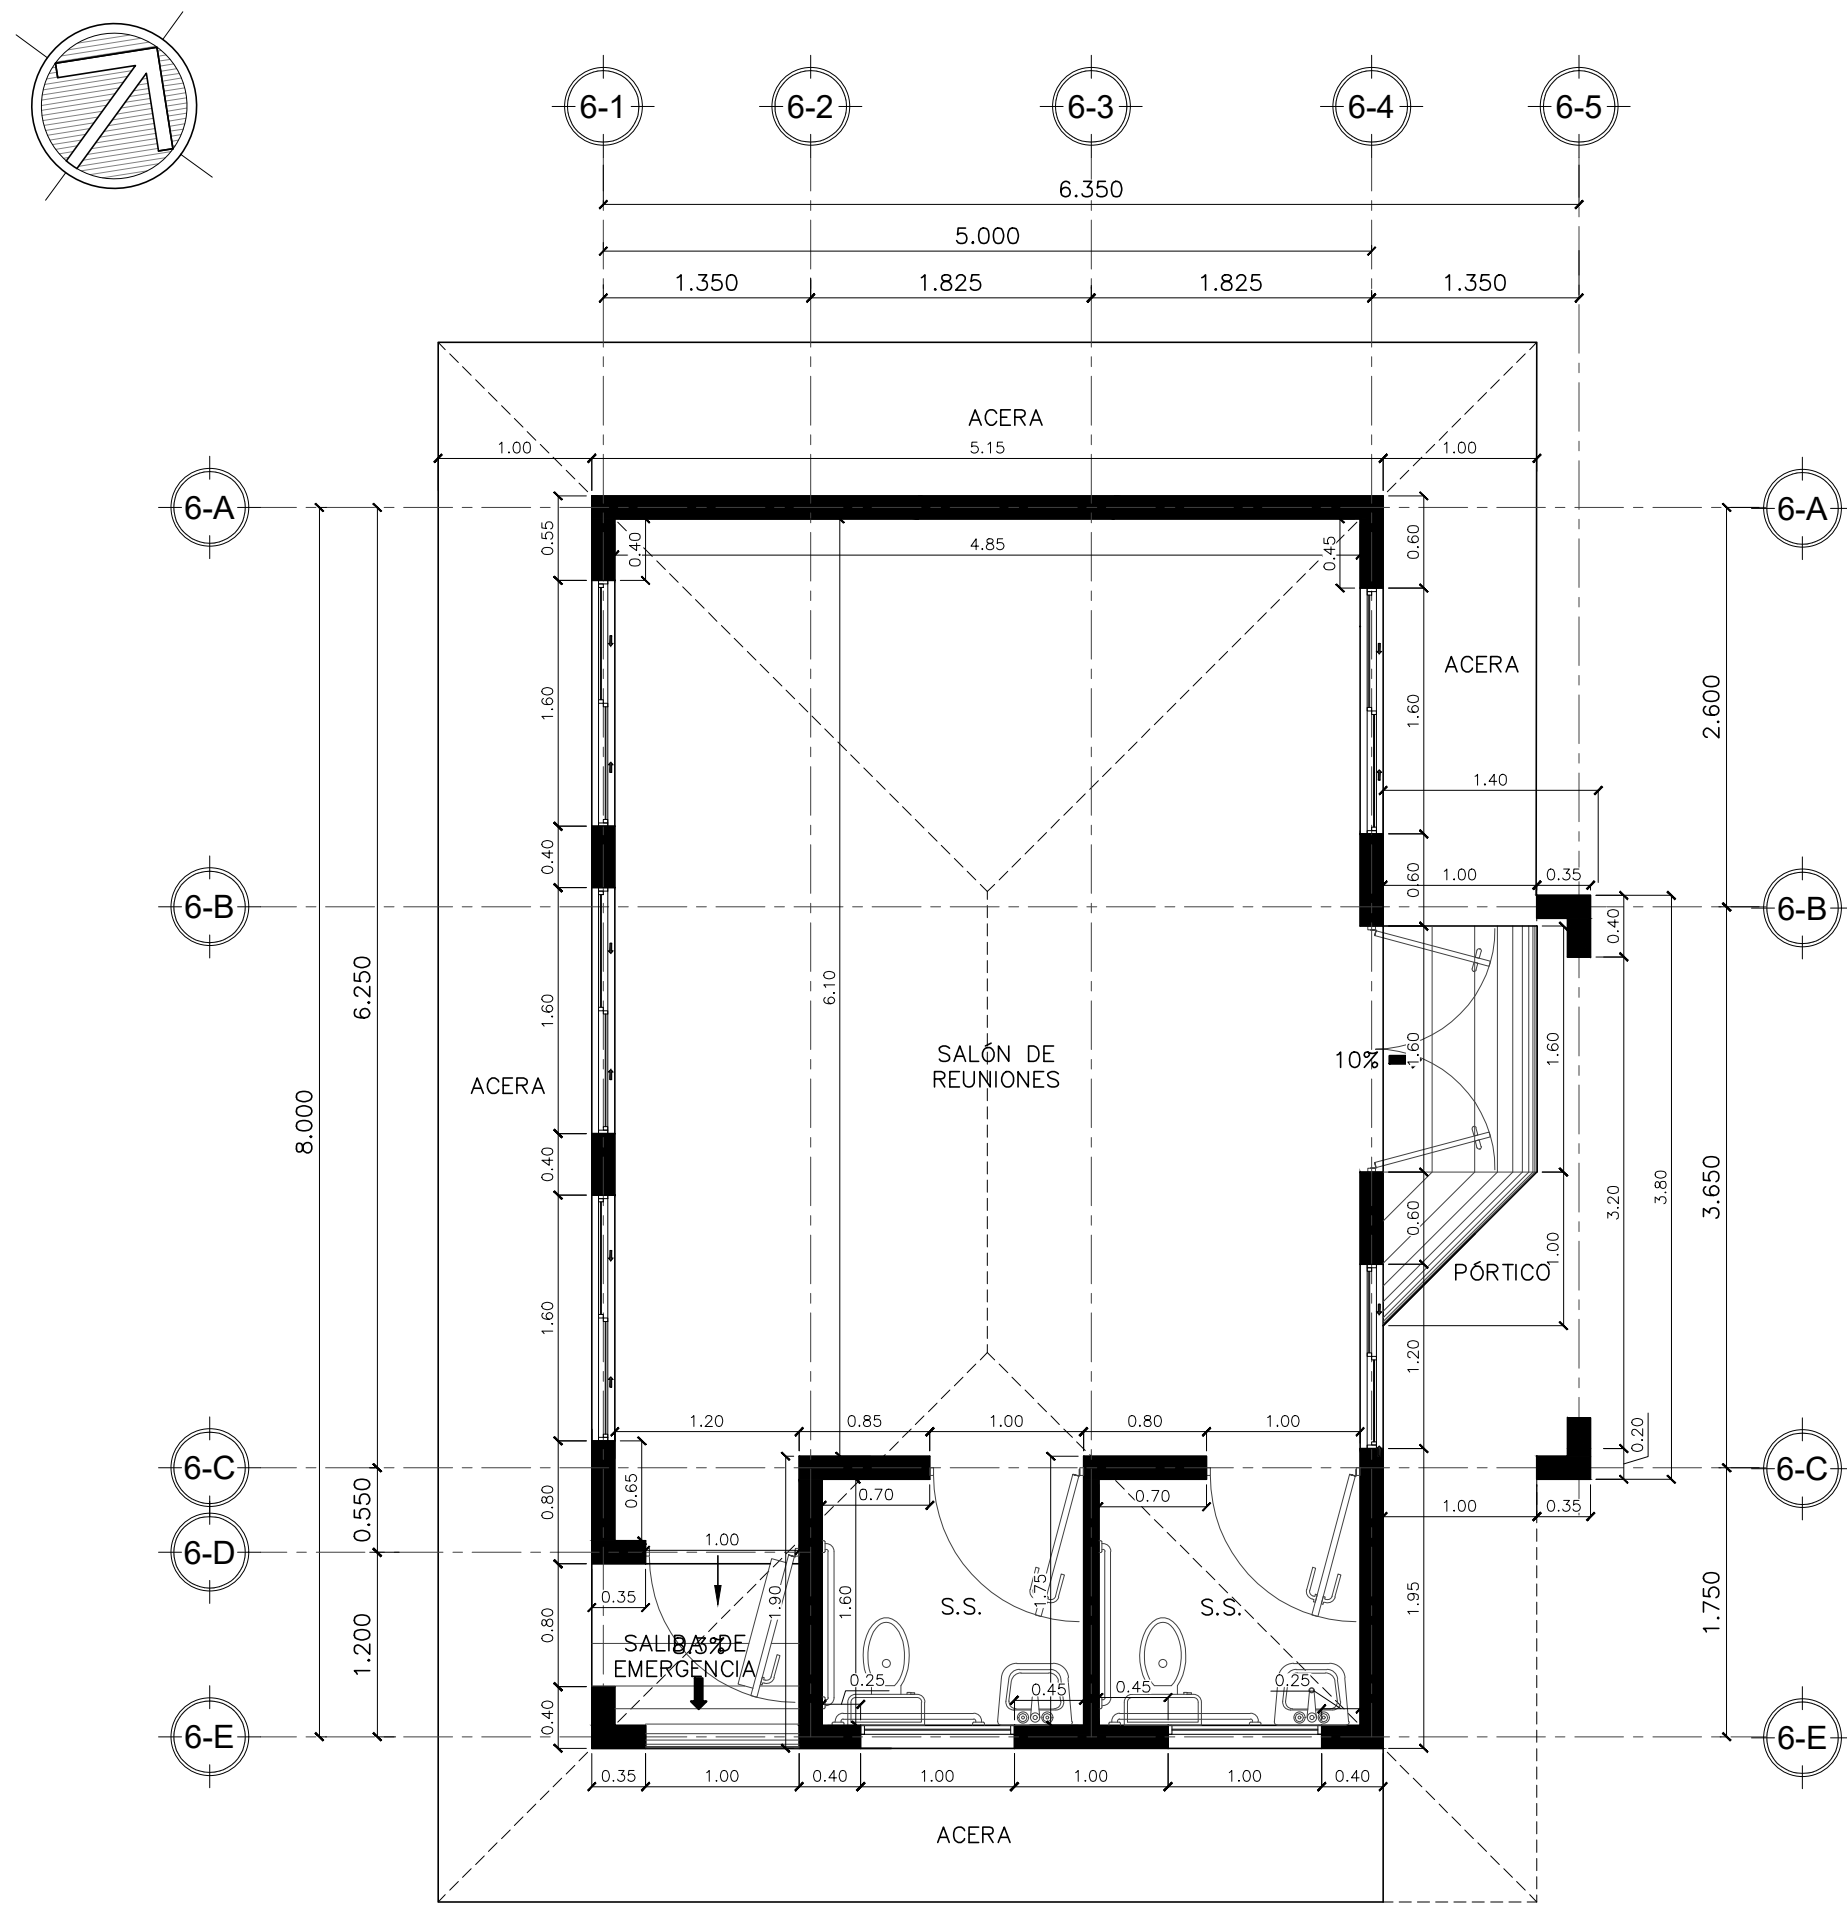 6-1 6-2 6-3 6-4 6-5
6.350
5.000
1.350 1.825 1.825 1.350
ACERA
1.00 5.15 1.00
6-A 6-A
0.55 0.40 4.85 0.45 0.60
ACERA
1.60 1.60 2.600
1.40
0.40 0.60 1.00 0.35
6-B 6-B
0.40
6.250 6.10
1.60
SALÓN DE
REUNIONES
10% 1.60 1.60
ACERA
8.000
0.40 0.60 3.20 3.80 3.650
1.00
PÓRTICO
1.60 1.20
1.20 0.85 1.00 0.80 1.00 0.20
6-C 6-C
0.550 0.80 0.65 0.70 0.70 1.00 0.35
6-D 1.00
0.35 1.90 1.60 1.75 1.95
S.S. S.S.
1.200 0.80 1.750
SALIDA DE
8.3%
EMERGENCIA
0.25 0.45 0.45 0.25
0.40
6-E 6-E
0.35 1.00 0.40 1.00 1.00 1.00 0.40
ACERA